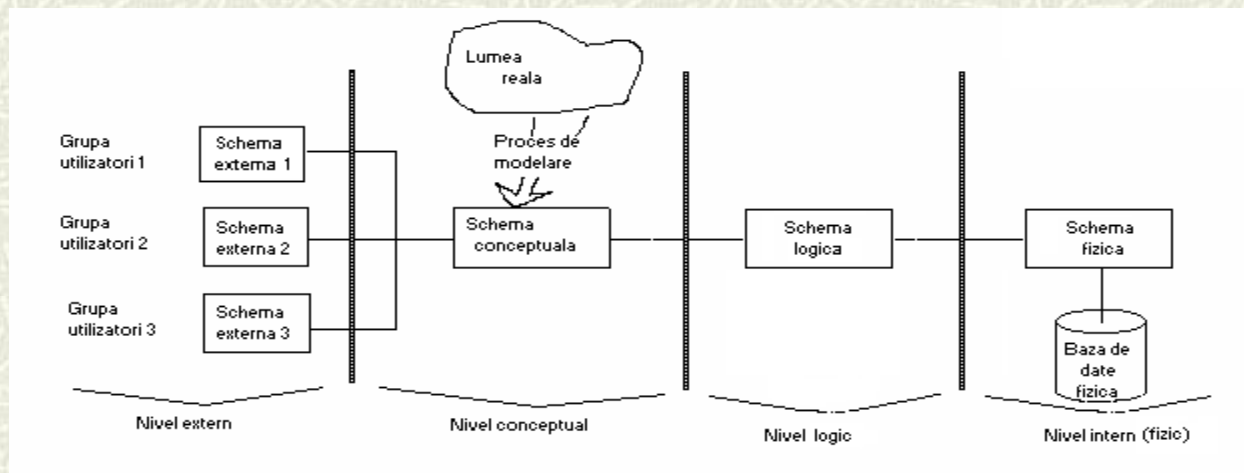 Lumea
reala
Proces de
modelare
Grupa
utilizatori 1
Schema
externa 1
Grupa
utilizatori 2
Schema
externa 2
Grupa
utilizatori 3
Schema
externa 3
Schema
conceptuala
Schema
logica
Schema
fizica
Baza de
date
fizica
Nivel extern
Nivel conceptual
Nivel logic
Nivel intern (fizic)